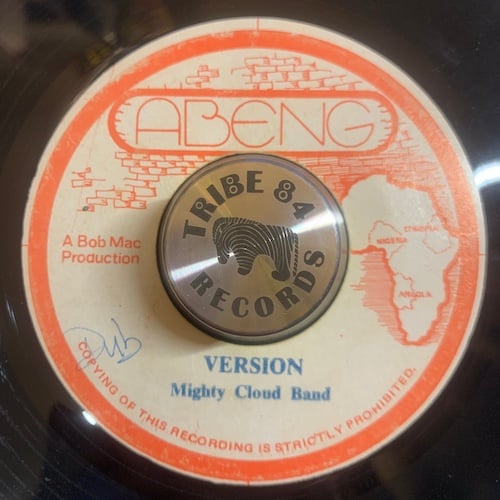 ABENG
TRIBE 84
RECORDS
A Bob Mac
Production
ETHIOPIA
NIGERIA
ANGOLA
Dub
VERSION
Mighty Cloud Band
COPYING OF THIS RECORDING IS STRICTLY PROHIBITED.